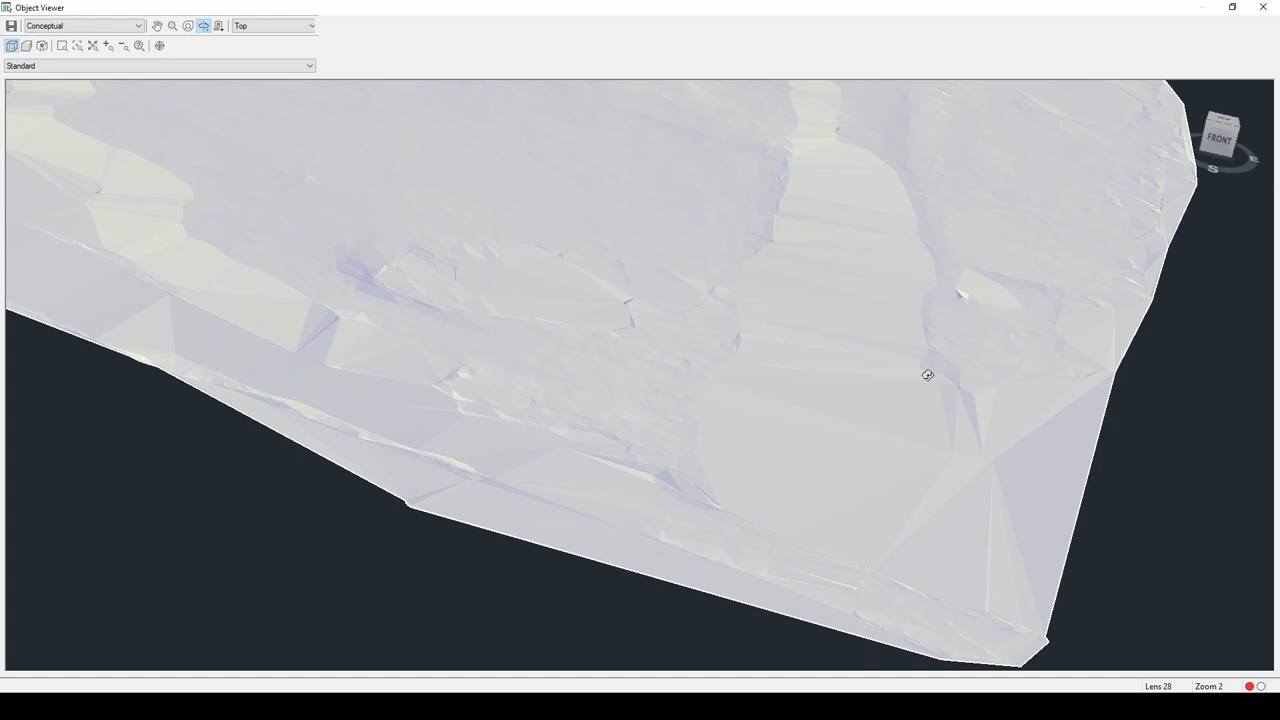 Object Viewer
Conceptual
Top
Standard
FRONT
S
E
Lens 28
Zoom 2